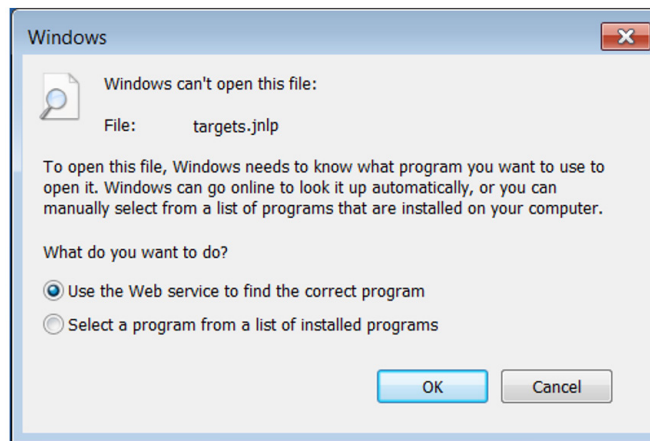 Windows
Windows can't open this file:
File: targets.jnlp
To open this file, Windows needs to know what program you want to use to
open it. Windows can go online to look it up automatically, or you can
manually select from a list of programs that are installed on your computer.
What do you want to do?
Use the Web service to find the correct program
Select a program from a list of installed programs
OK Cancel